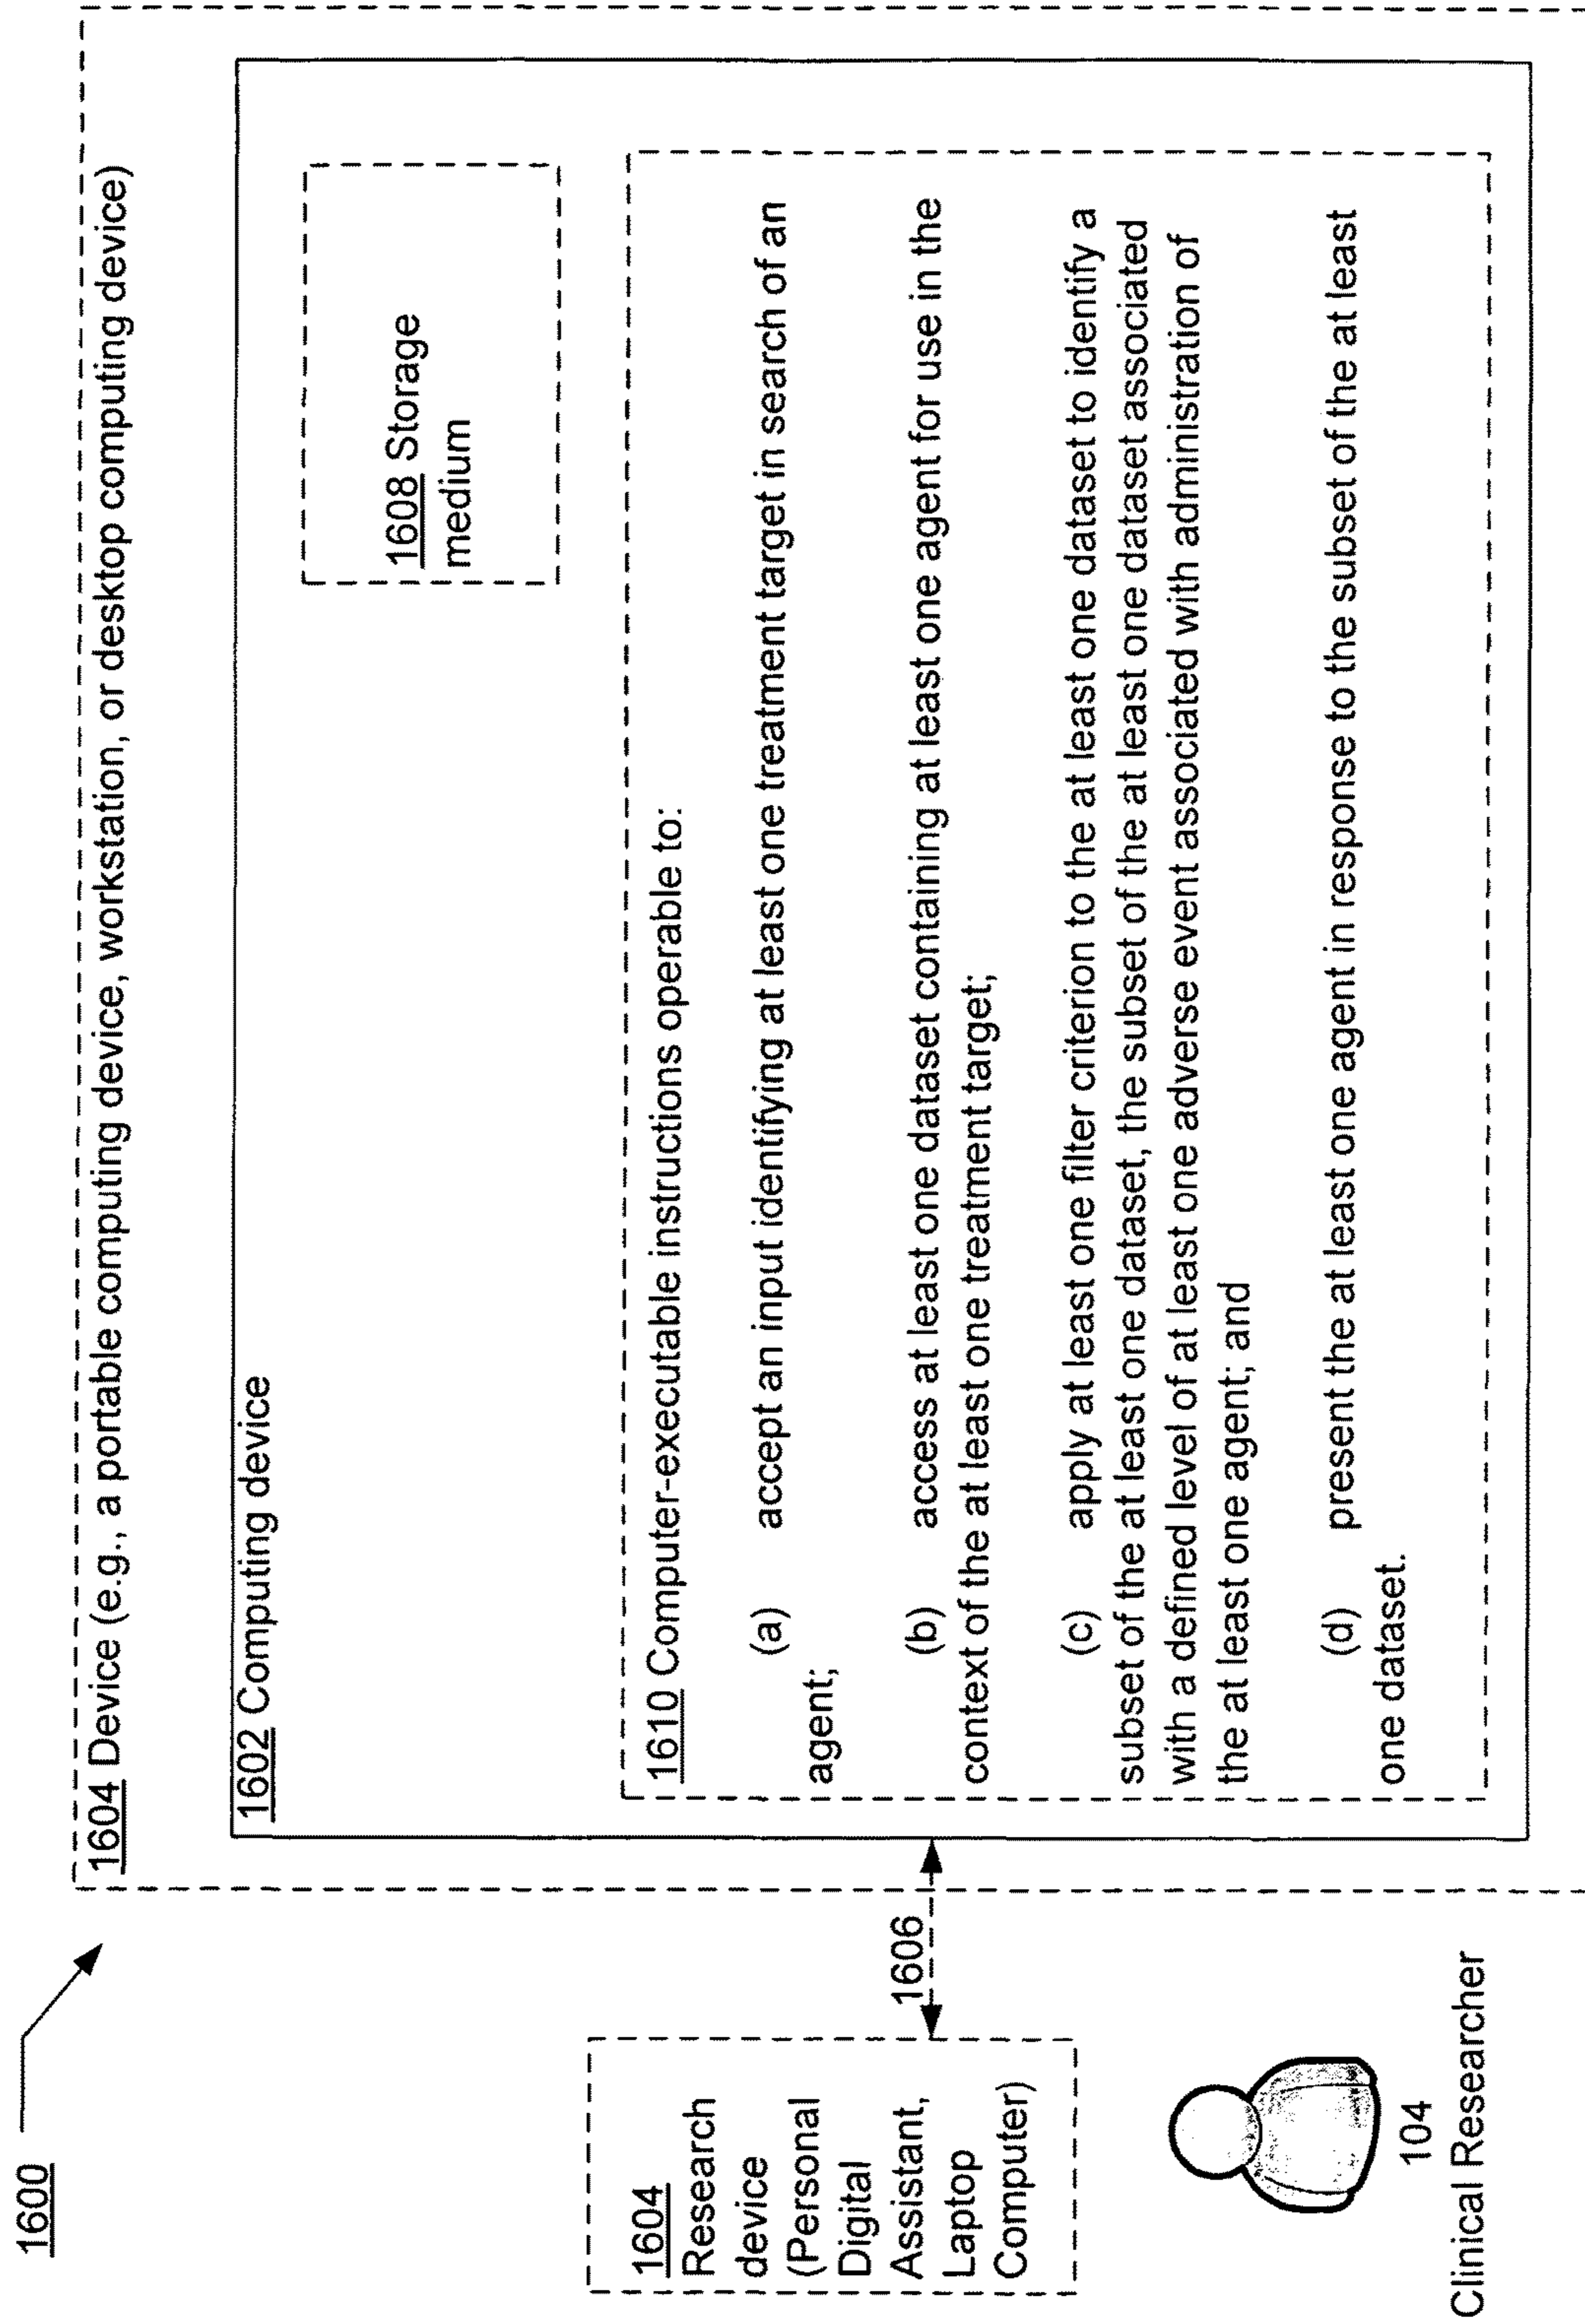 1600
1604 Device (e.g., a portable computing device, workstation, or desktop computing device)
1602 Computing device
1608 Storage
medium
1610 Computer-executable instructions operable to:
(a) accept an input identifying at least one treatment target in search of an
agent;
(b) access at least one dataset containing at least one agent for use in the
context of the at least one treatment target;
(c) apply at least one filter criterion to the at least one dataset to identify a
subset of the at least one dataset, the subset of the at least one dataset associated
with a defined level of at least one adverse event associated with administration of
the at least one agent; and
(d) present the at least one agent in response to the subset of the at least
one dataset.
1606
1604
Research
device
(Personal
Digital
Assistant,
Laptop
Computer)
104
Clinical Researcher